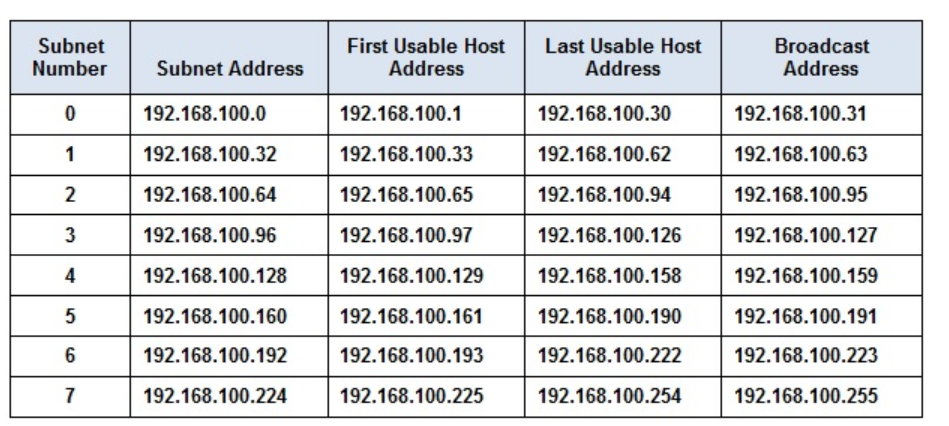 Subnet Number Subnet Address First Usable Host Address Last Usable Host Address Broadcast Address
0 192.168.100.0 192.168.100.1 192.168.100.30 192.168.100.31
1 192.168.100.32 192.168.100.33 192.168.100.62 192.168.100.63
2 192.168.100.64 192.168.100.65 192.168.100.94 192.168.100.95
3 192.168.100.96 192.168.100.97 192.168.100.126 192.168.100.127
4 192.168.100.128 192.168.100.129 192.168.100.158 192.168.100.159
5 192.168.100.160 192.168.100.161 192.168.100.190 192.168.100.191
6 192.168.100.192 192.168.100.193 192.168.100.222 192.168.100.223
7 192.168.100.224 192.168.100.225 192.168.100.254 192.168.100.255